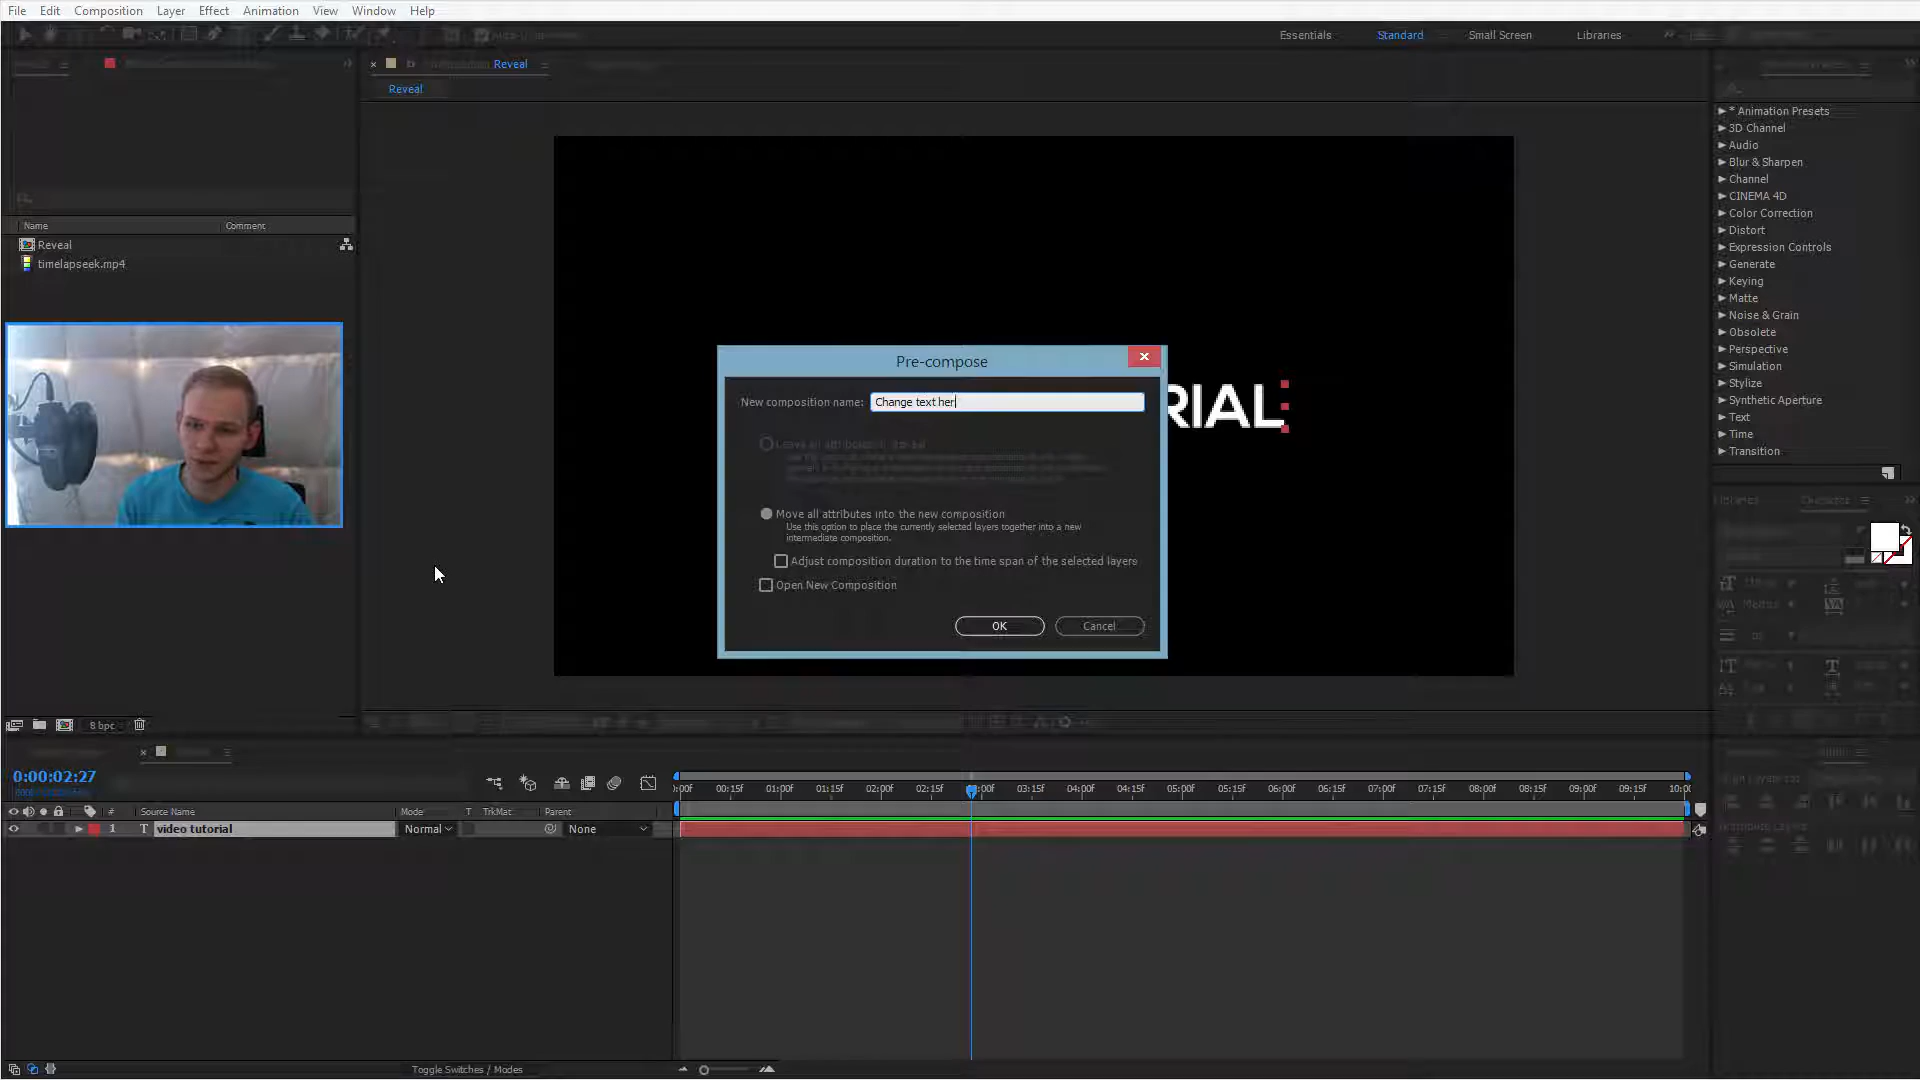 File Edit Composition Layer Effect Animation View Window Help
Essentials Standard Small Screen Libraries
Reveal
Reveal
Name Comment
Reveal
timelapseek.mp4
* Animation Presets
3D Channel
Audio
Blur & Sharpen
Channel
CINEMA 4D
Color Correction
Distort
Expression Controls
Generate
Keying
Matte
Noise & Grain
Obsolete
Perspective
Simulation
Stylize
Synthetic Aperture
Text
Time
Transition
RIAL
Pre-compose
New composition name: Change text her
Move all attributes into the new composition
Use this option to place the currently selected layers together into a new
intermediate composition.
Adjust composition duration to the time span of the selected layers
Open New Composition
OK Cancel
8 bpc
0:00:02:27
# Source Name Mode T TrkMat Parent
1 T video tutorial Normal None
:00F 00:15F 01:00F 01:15F 02:00F 02:15F :00F 03:15F 04:00F 04:15F 05:00F 05:15F 06:00F 06:15F 07:00F 07:15F 08:00F 08:15F 09:00F 09:15F 10:00
Toggle Switches / Modes